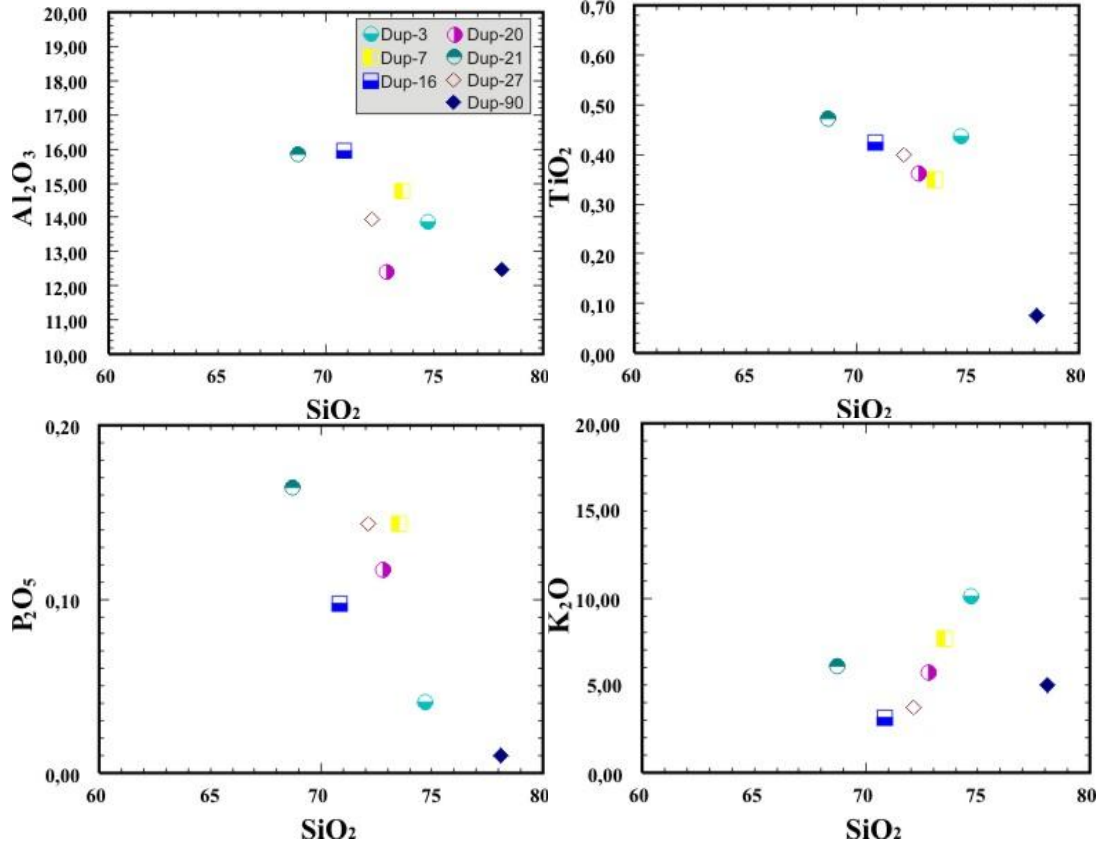 20,00
19,00
18,00
17,00
16,00
15,00
14,00
13,00
12,00
11,00
10,00
Al₂O₃
Dup-3 Dup-20
Dup-7 Dup-21
Dup-16 Dup-27
Dup-90
60 65 70 75 80
SiO₂
0,70
0,60
0,50
0,40
0,30
0,20
0,10
0,00
TiO₂
60 65 70 75 80
SiO₂
0,20
0,10
0,00
P₂O₅
60 65 70 75 80
SiO₂
20,00
15,00
10,00
5,00
0,00
K₂O
60 65 70 75 80
SiO₂